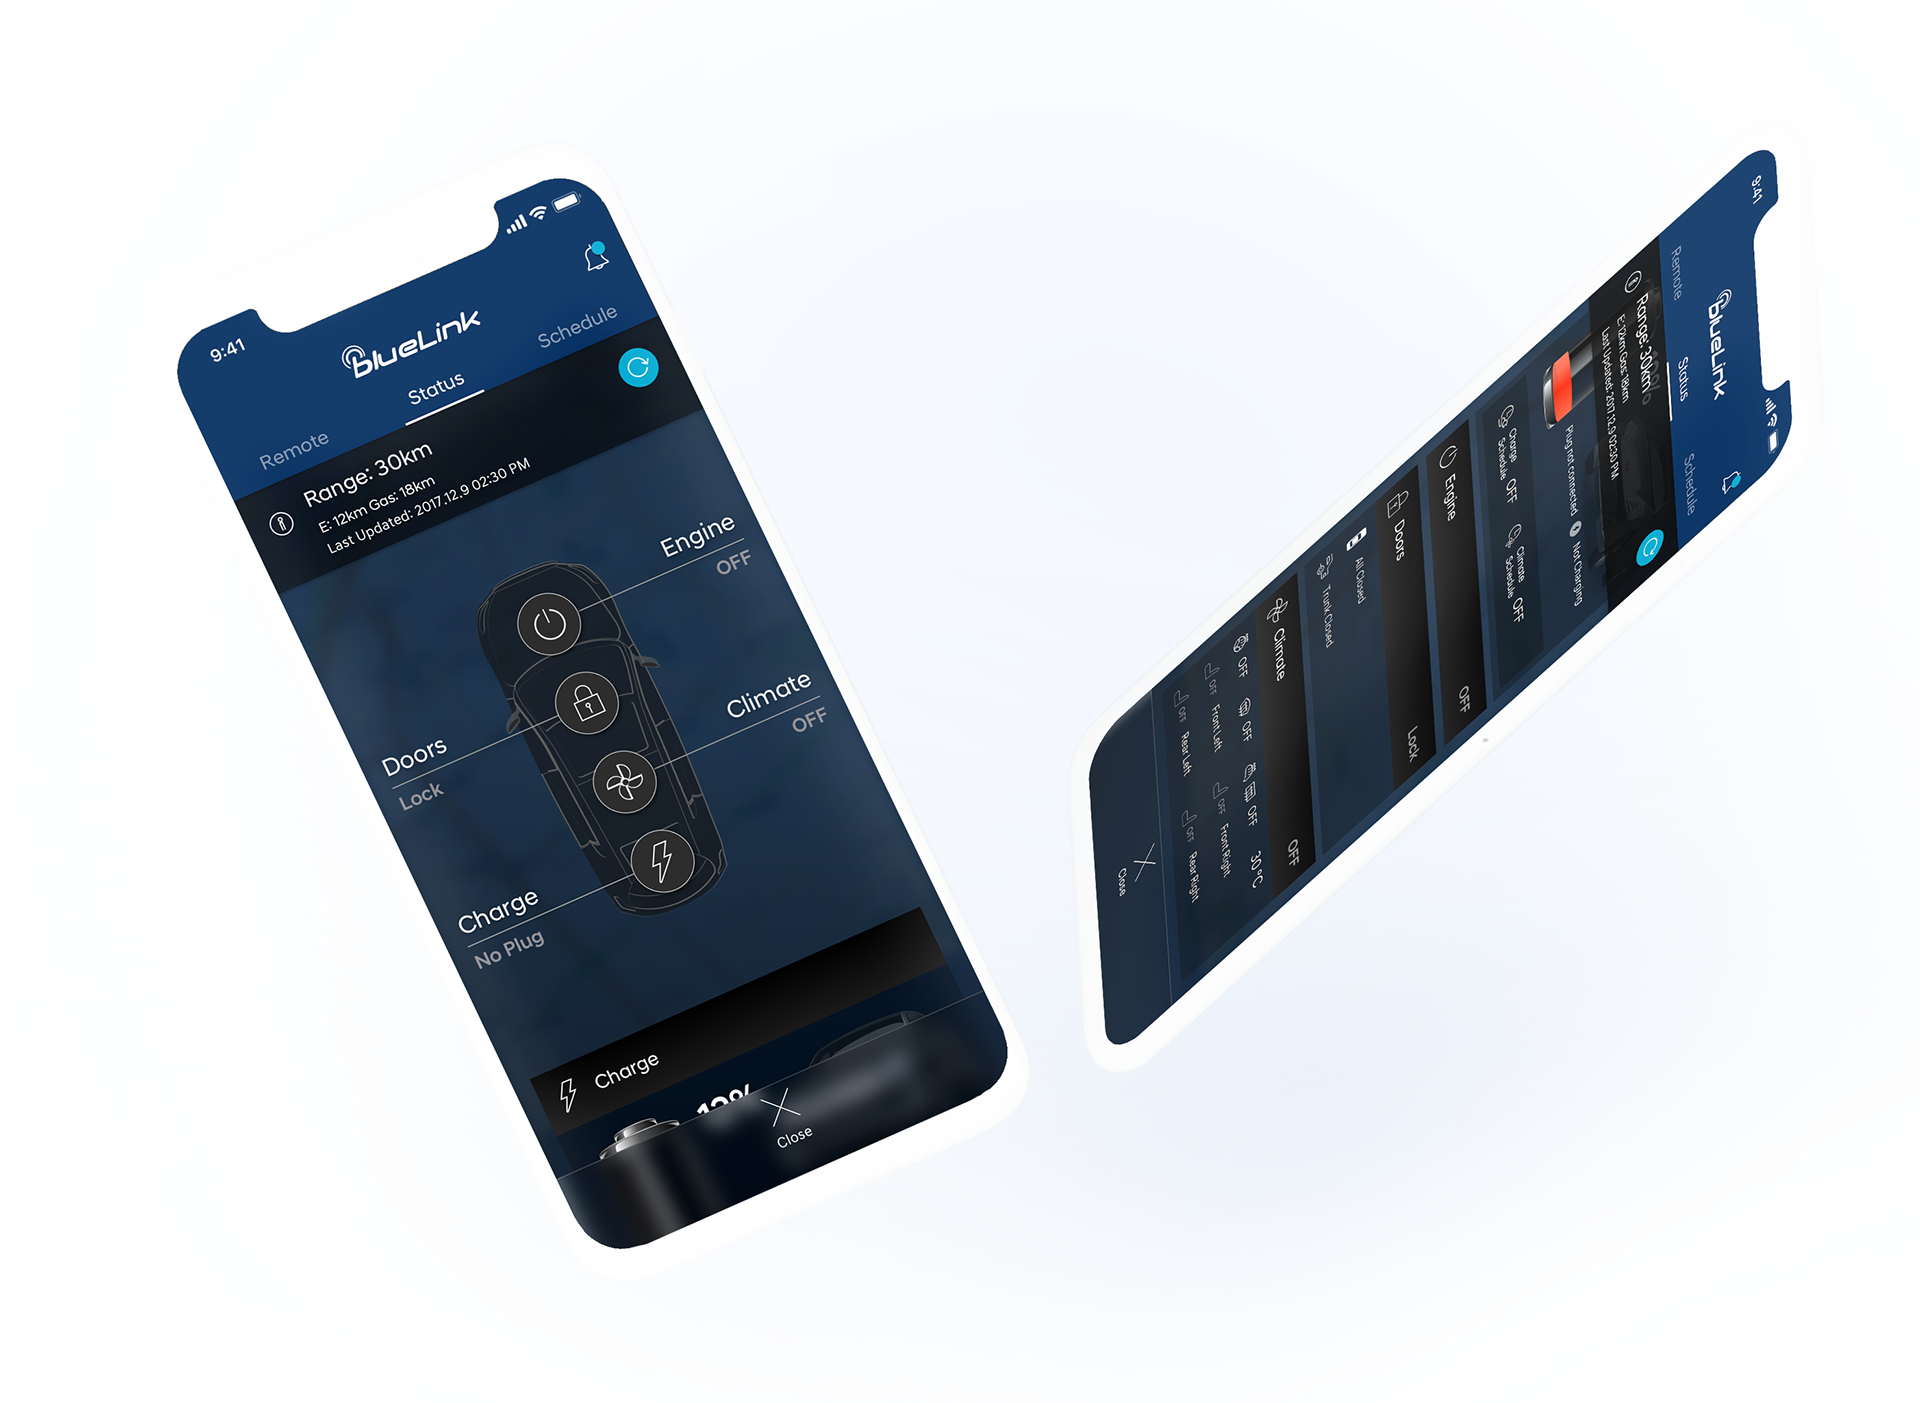 9:41
blueLink
Remote
Status
Schedule
Range: 30km
E: 12km Gas: 18km
Last Updated: 2017.12.9 02:30 PM
Engine
OFF
Climate
OFF
Doors
Lock
Charge
No Plug
Charge
12%
Close
9:41
blueLink
Remote
Status
Schedule
Range: 30km
E: 12km Gas: 18km
Last Updated: 2017.12.9 02:30 PM
Plug not connected
Not Charging
Charge Schedule OFF
Climate Schedule OFF
Engine
OFF
Doors
Lock
All Closed
Trunk Closed
Climate
OFF
OFF
OFF
OFF
30°C
OFF Front Left
OFF Front Right
OFF Rear Left
OFF Rear Right
Close